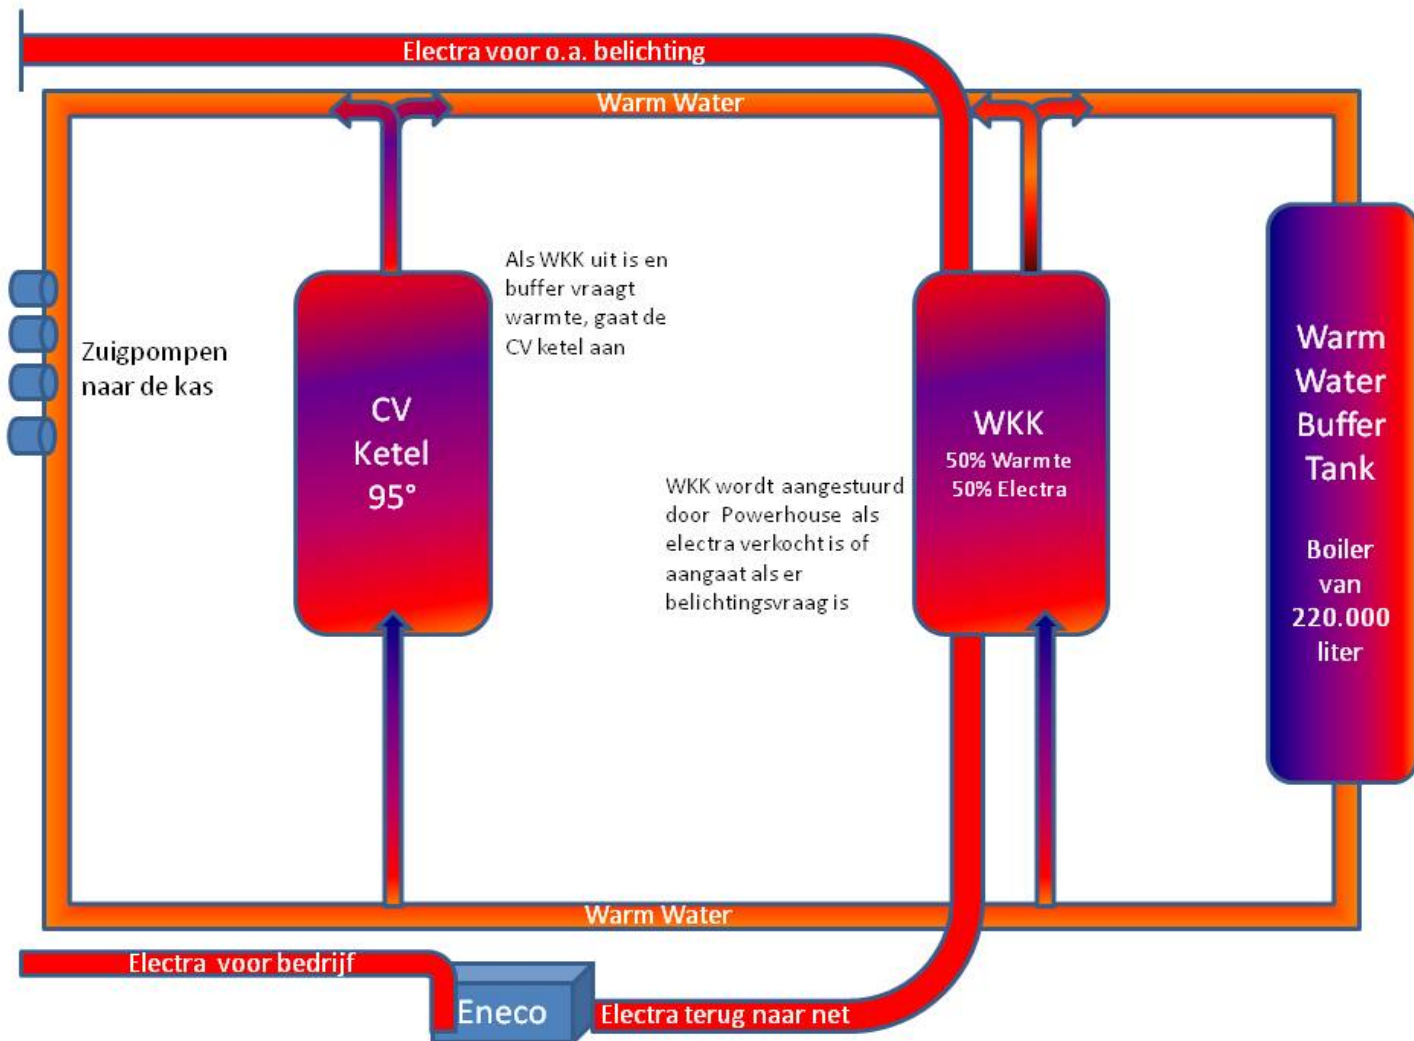 Electra voor o.a. belichting
Warm Water
Als WKK uit is en
buffer vraagt
warmte, gaat de
CV ketel aan
Zuigpompen
naar de kas
CV
Ketel
95°
WKK
50% Warmte
50% Electra
WKK wordt aangestuurd
door Powerhouse als
electra verkocht is of
aangaat als er
belichtingsvraag is
Warm
Water
Buffer
Tank
Boiler
van
220.000
liter
Warm Water
Electra voor bedrijf
Eneco
Electra terug naar net